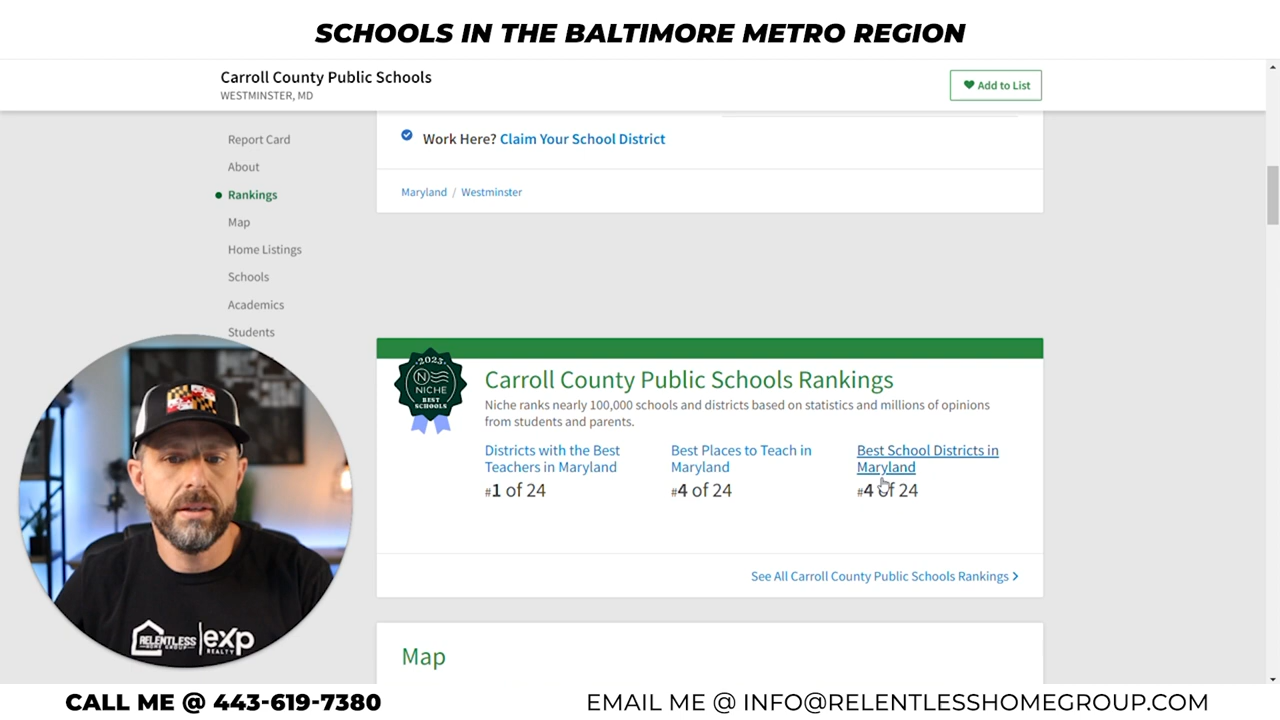 SCHOOLS IN THE BALTIMORE METRO REGION
Carroll County Public Schools
WESTMINSTER, MD
Add to List
Report Card
About
Rankings
Map
Home Listings
Schools
Academics
Students
Work Here? Claim Your School District
Maryland / Westminster
2023
N
NICHE
BEST
SCHOOLS
Carroll County Public Schools Rankings
Niche ranks nearly 100,000 schools and districts based on statistics and millions of opinions
from students and parents.
Districts with the Best
Teachers in Maryland
#1 of 24
Best Places to Teach in
Maryland
#4 of 24
Best School Districts in
Maryland
#4 of 24
See All Carroll County Public Schools Rankings
Map
RELENTLESS
HOME GROUP
exp
REALTY
CALL ME @ 443-619-7380
EMAIL ME @ INFO@RELENTLESSHOMEGROUP.COM